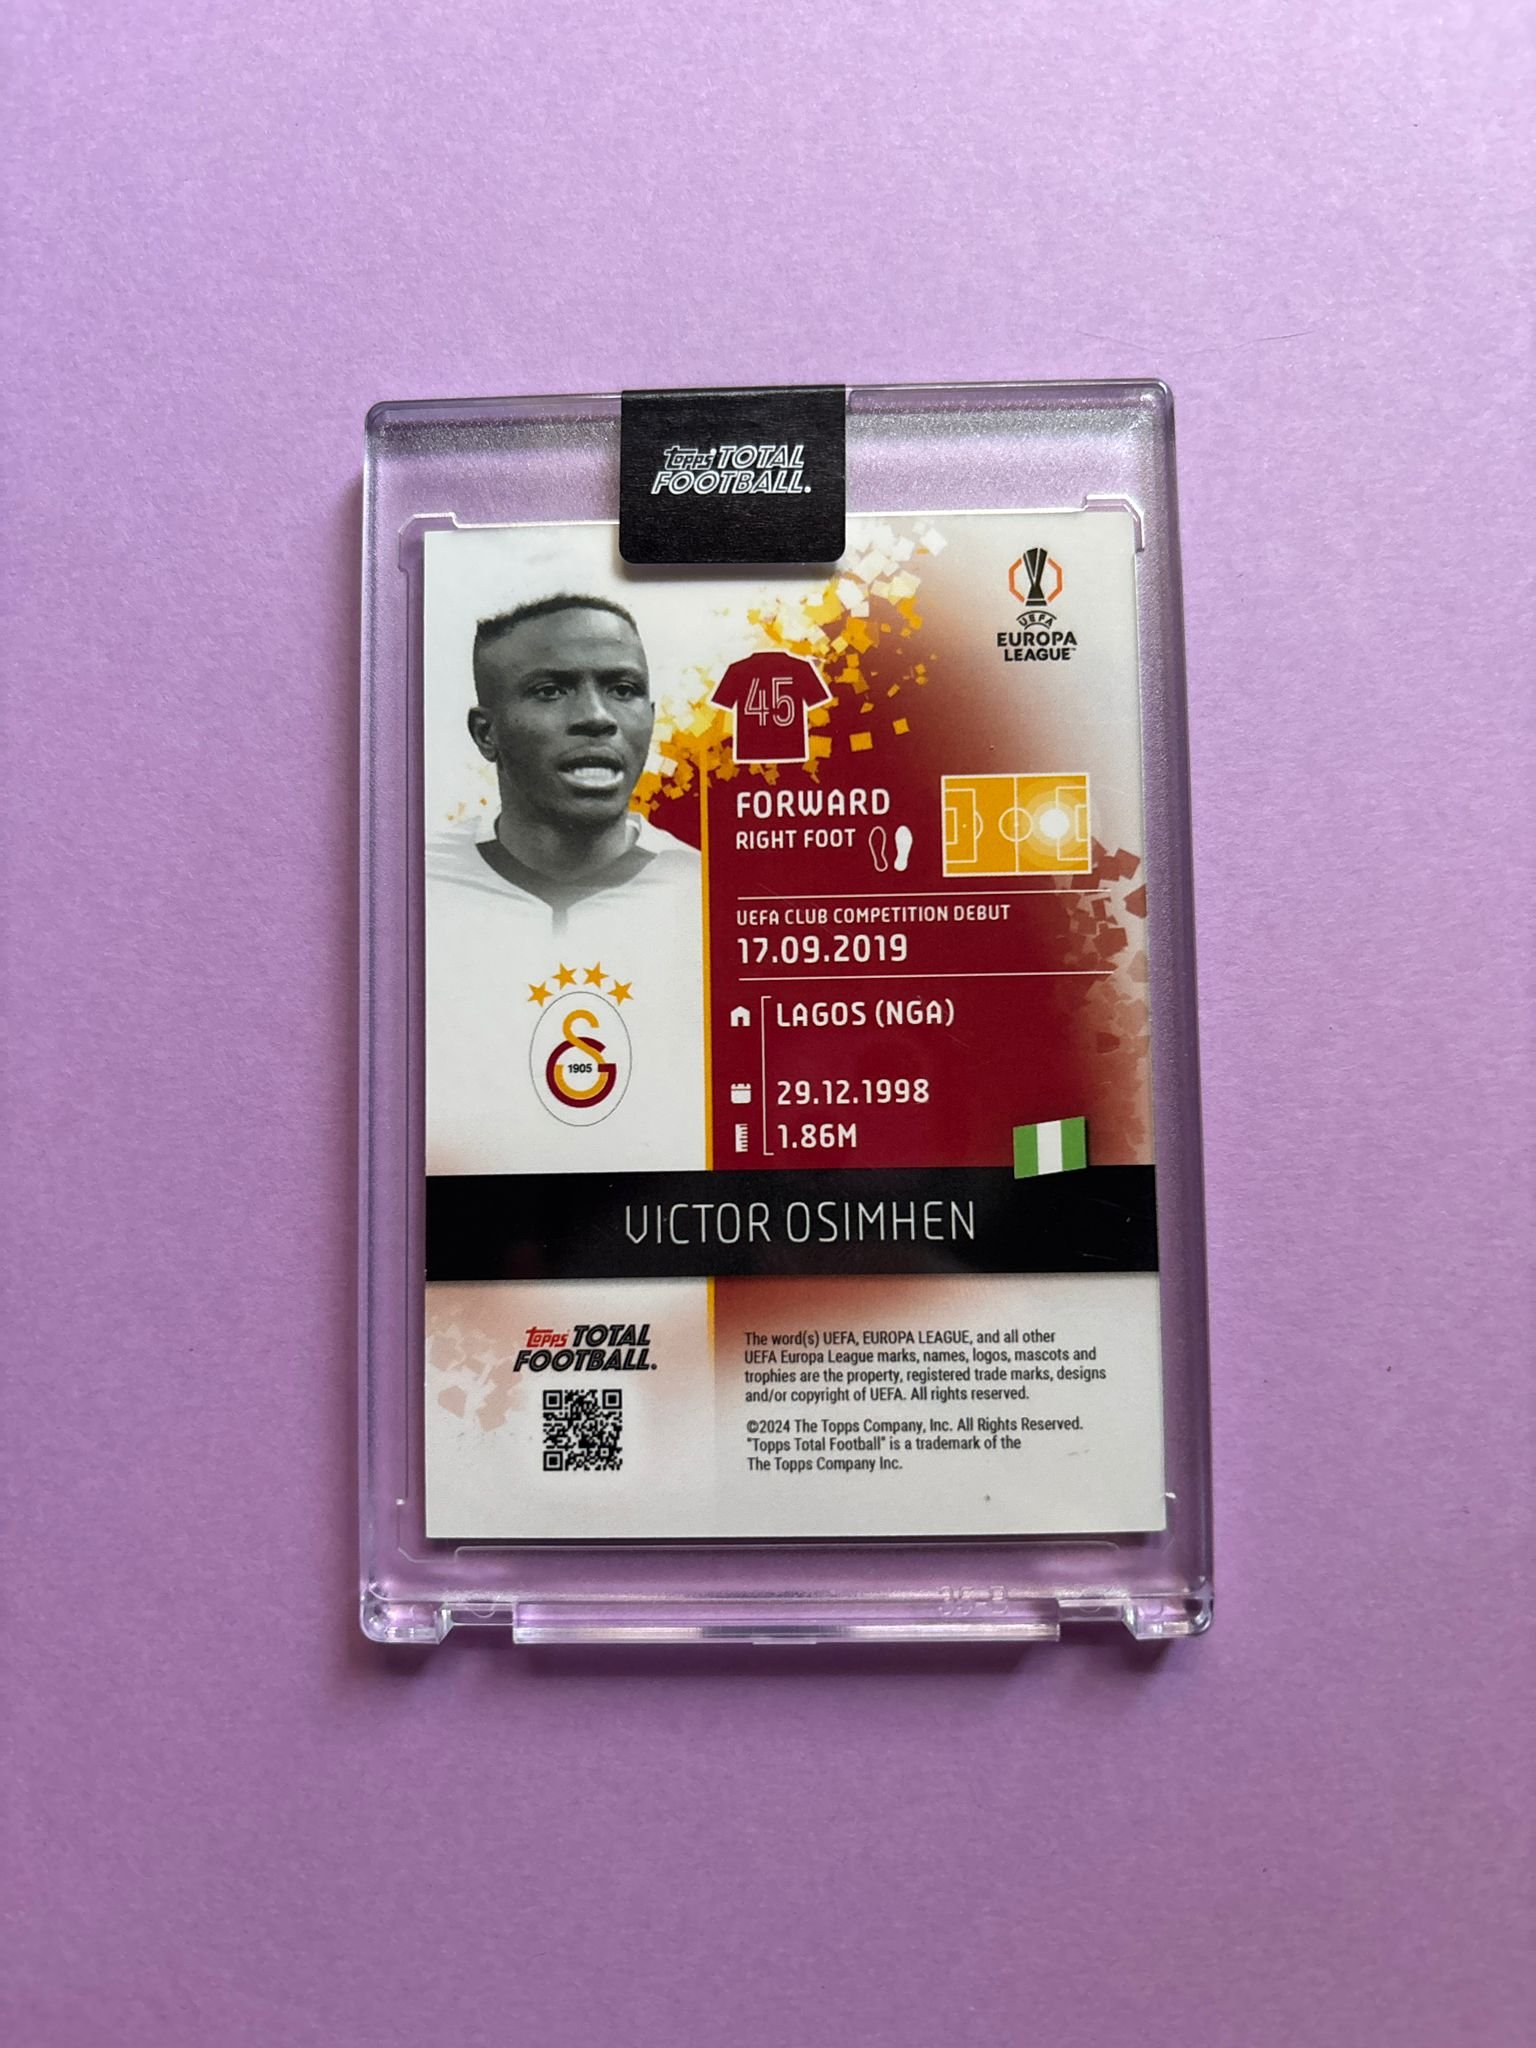 topps TOTAL
FOOTBALL.
UEFA
EUROPA
LEAGUE™
45
FORWARD
RIGHT FOOT
UEFA CLUB COMPETITION DEBUT
17.09.2019
LAGOS (NGA)
1905
29.12.1998
1.86M
VICTOR OSIMHEN
topps TOTAL
FOOTBALL.
The word(s) UEFA, EUROPA LEAGUE, and all other
UEFA Europa League marks, names, logos, mascots and
trophies are the property, registered trade marks, designs
and/or copyright of UEFA. All rights reserved.
©2024 The Topps Company, Inc. All Rights Reserved.
"Topps Total Football" is a trademark of the
The Topps Company Inc.